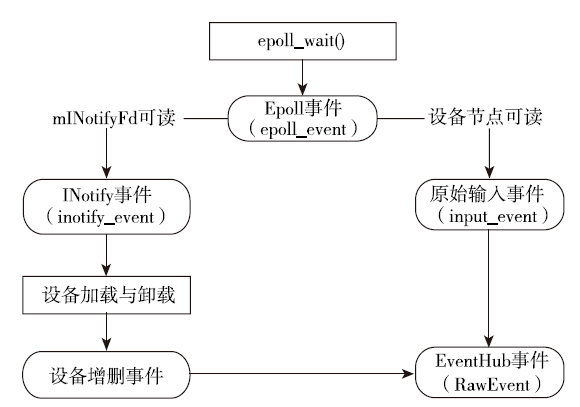 epoll_wait()
Epoll事件
（epoll_event）
mINotifyFd可读
设备节点可读
INotify事件
（inotify_event）
原始输入事件
（input_event）
设备加载与卸载
设备增删事件
EventHub事件
（RawEvent）